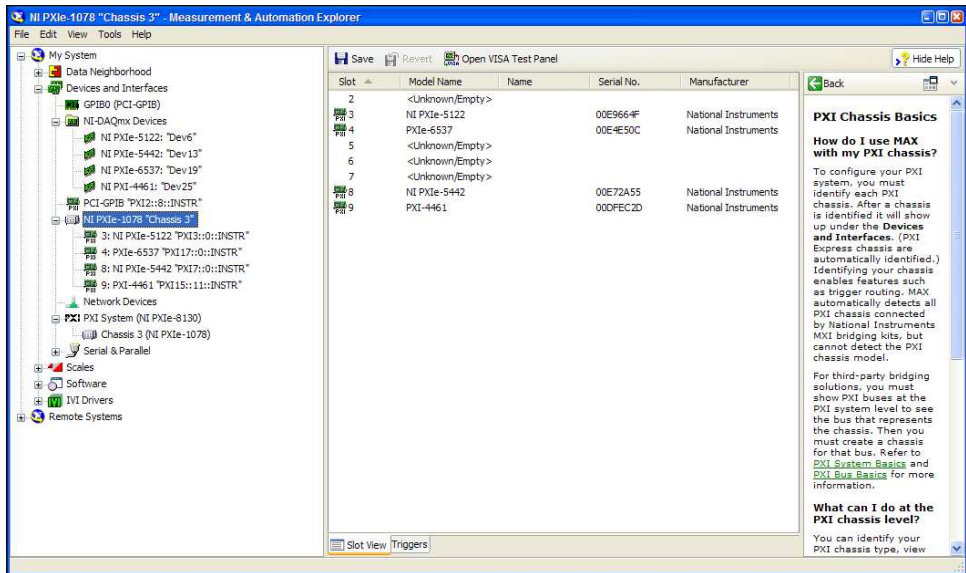 NI PXIe-1078 "Chassis 3" - Measurement & Automation Explorer
File Edit View Tools Help
My System
Data Neighborhood
Devices and Interfaces
GPIB0 (PCI-GPIB)
NI-DAQmx Devices
NI PXIe-5122: "Dev6"
NI PXIe-5442: "Dev13"
NI PXIe-6537: "Dev19"
NI PXI-4461: "Dev25"
PCI-GPIB "PXI2::8::INSTR"
NI PXIe-1078 "Chassis 3"
3: NI PXIe-5122 "PXI3::0::INSTR"
4: PXIe-6537 "PXI17::0::INSTR"
8: NI PXIe-5442 "PXI7::0::INSTR"
9: PXI-4461 "PXI15::11::INSTR"
Network Devices
PXI PXI System (NI PXIe-8130)
Chassis 3 (NI PXIe-1078)
Serial & Parallel
Scales
Software
IVI Drivers
Remote Systems
Save Revert Open VISA Test Panel
Hide Help
Slot Model Name Name Serial No. Manufacturer
2 <Unknown/Empty>
PXI 3 NI PXIe-5122 00E9664F National Instruments
PXI 4 PXIe-6537 00E4E50C National Instruments
5 <Unknown/Empty>
6 <Unknown/Empty>
7 <Unknown/Empty>
PXI 8 NI PXIe-5442 00E72A55 National Instruments
PXI 9 PXI-4461 00DFEC2D National Instruments
Slot View Triggers
Back
PXI Chassis Basics
How do I use MAX
with my PXI chassis?
To configure your PXI
system, you must
identify each PXI
chassis. After a chassis
is identified it will show
up under the Devices
and Interfaces. (PXI
Express chassis are
automatically identified.)
Identifying your chassis
enables features such
as trigger routing. MAX
automatically detects all
PXI chassis connected
by National Instruments
MXI bridging kits, but
cannot detect the PXI
chassis model.
For third-party bridging
solutions, you must
show PXI buses at the
PXI system level to see
the bus that represents
the chassis. Then you
must create a chassis
for that bus. Refer to
PXI System Basics and
PXI Bus Basics for more
information.
What can I do at the
PXI chassis level?
You can identify your
PXI chassis type, view